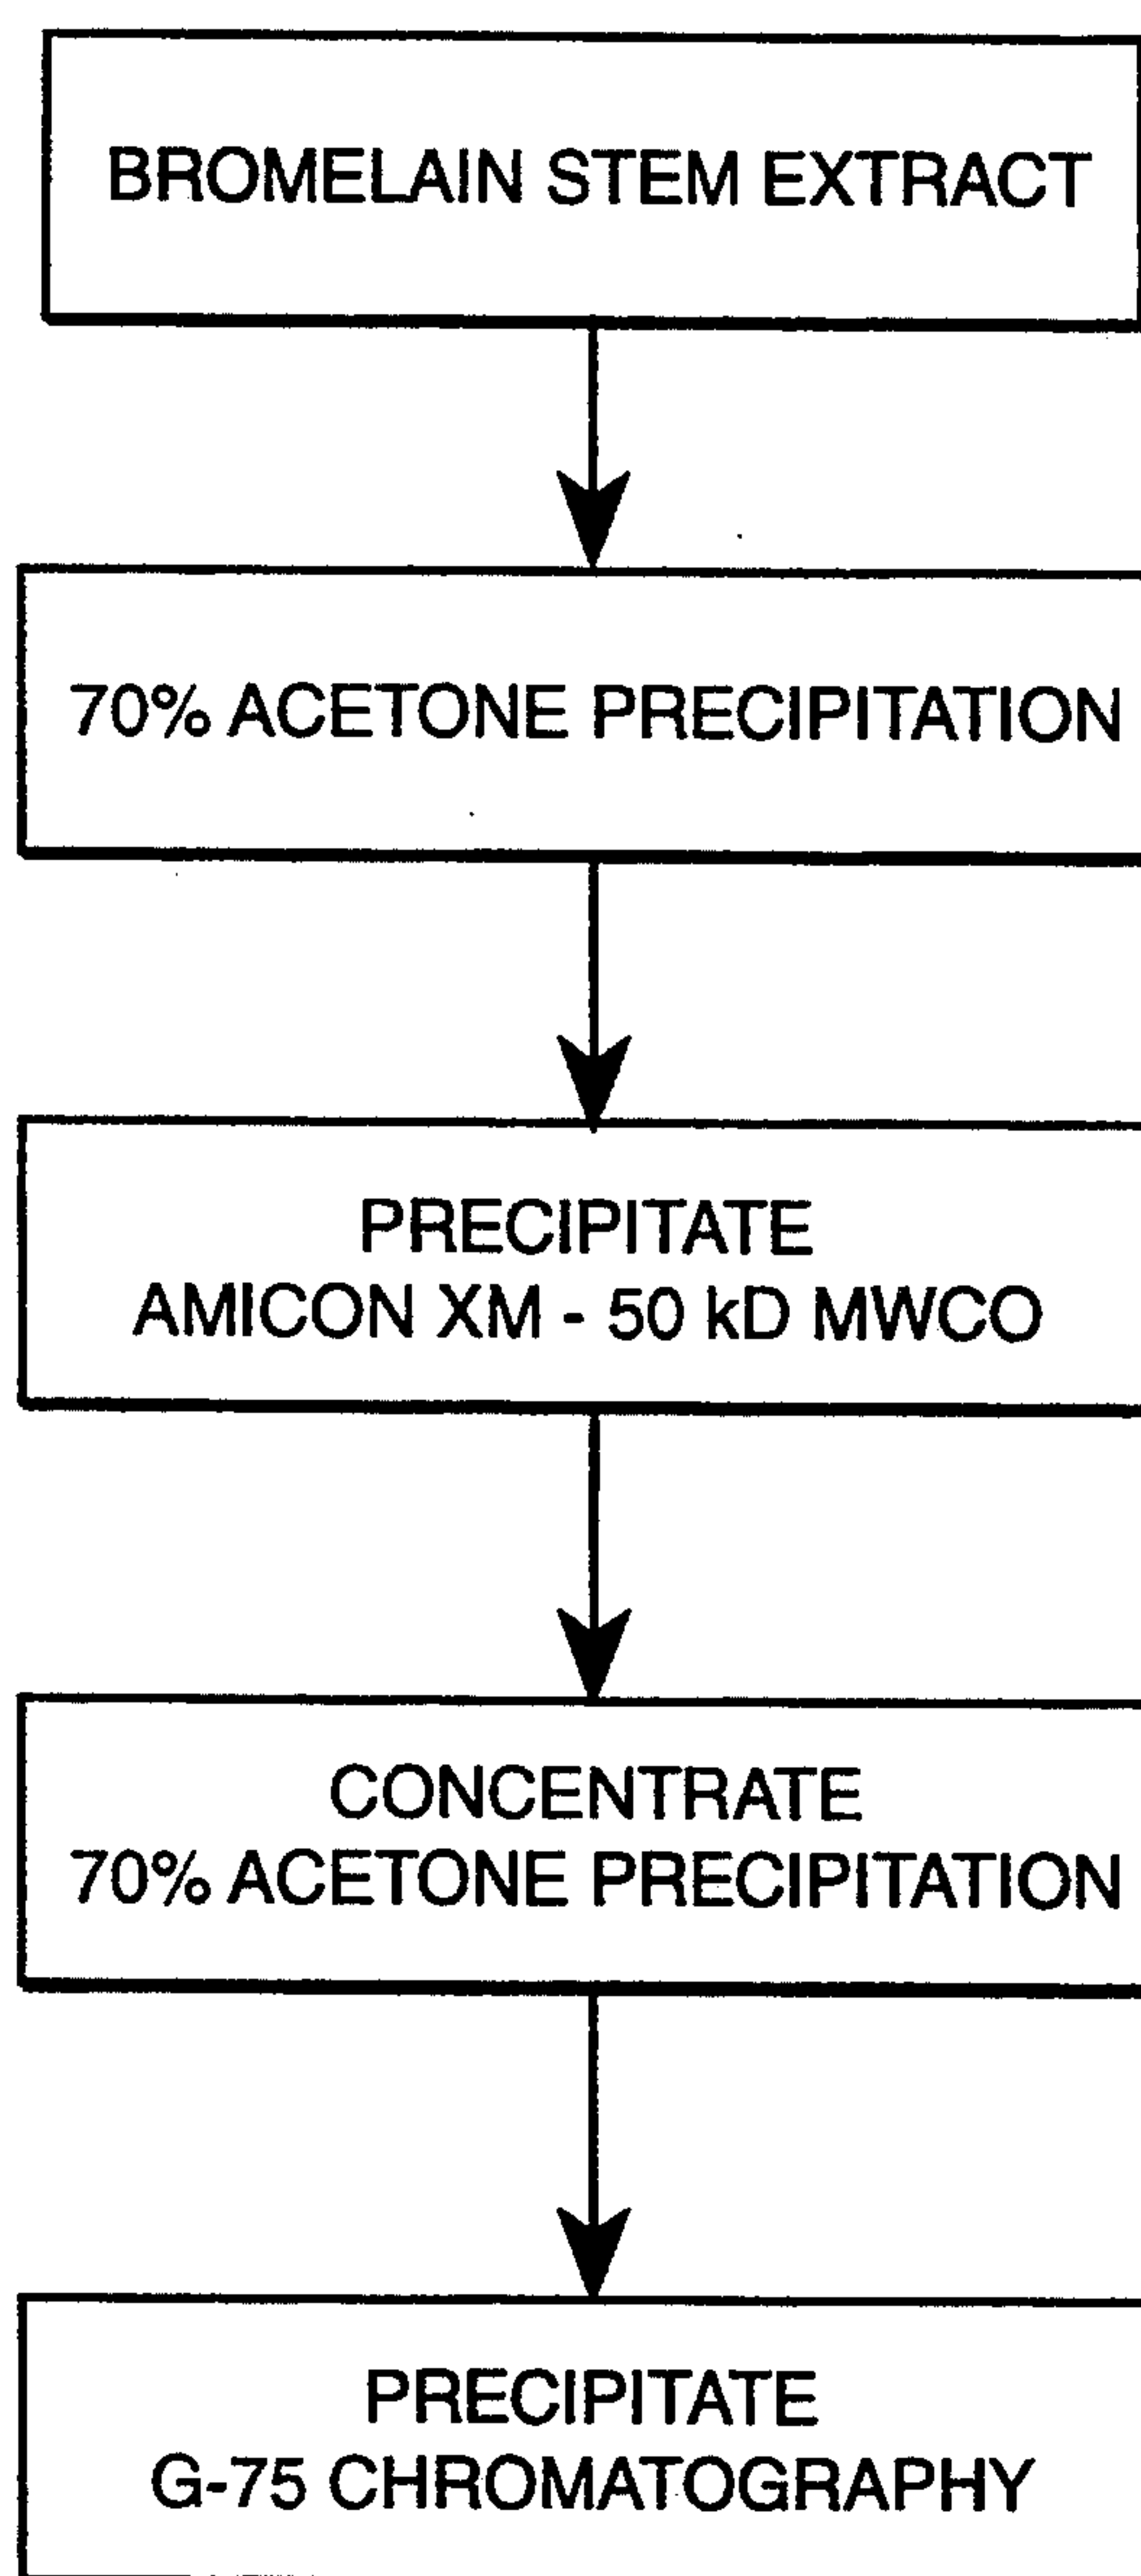 BROMELAIN STEM EXTRACT
70% ACETONE PRECIPITATION
PRECIPITATE
AMICON XM - 50 kD MWCO
CONCENTRATE
70% ACETONE PRECIPITATION
PRECIPITATE
G-75 CHROMATOGRAPHY